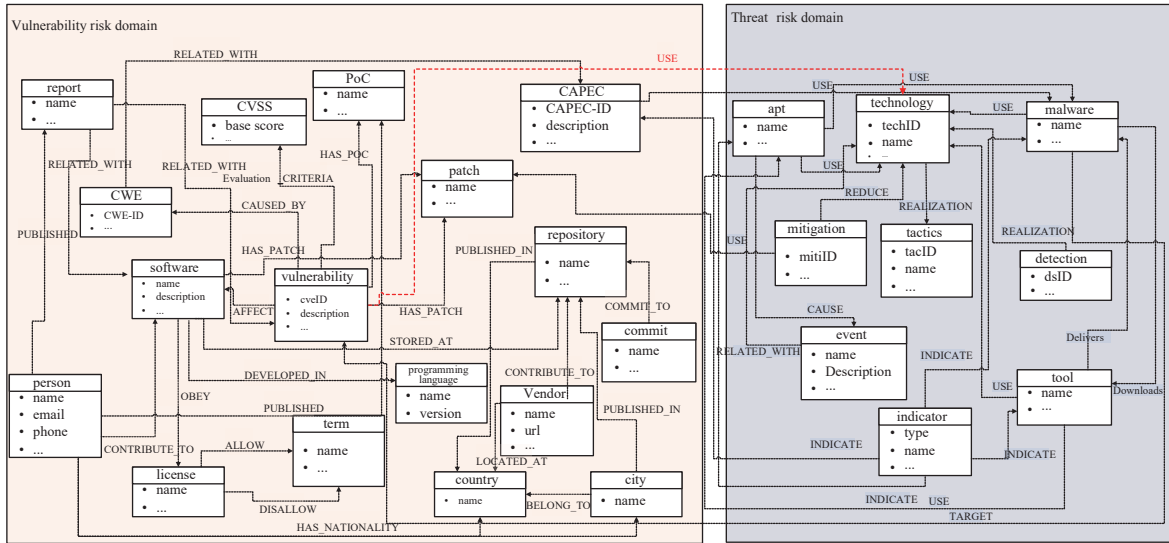 Vulnerability risk domain
Threat risk domain
RELATED_WITH
USE
report
• name
• ...
CVSS
• base score
• ...
PoC
• name
• ...
CAPEC
• CAPEC-ID
• description
• ...
USE
USE
apt
• name
• ...
technology
• techID
• name
• ...
USE
malware
• name
• ...
RELATED_WITH
RELATED_WITH
Evaluation
CRITERIA
HAS_POC
patch
• name
• ...
USE
REDUCE
REALIZATION
CWE
• CWE-ID
• ...
CAUSED_BY
PUBLISHED
HAS_PATCH
PUBLISHED_IN
repository
• name
• ...
USE
mitigation
• mitiID
• ...
tactics
• tacID
• name
• ...
REALIZATION
detection
• dsID
• ...
software
• name
• description
• ...
vulnerability
• cveID
• description
• ...
AFFECT
HAS_PATCH
COMMIT_TO
commit
• name
• ...
CAUSE
event
• name
• Description
• ...
RELATED_WITH
INDICATE
Delivers
STORED_AT
DEVELOPED_IN
programming
language
• name
• version
CONTRIBUTE_TO
Vendor
• name
• url
• ...
PUBLISHED_IN
person
• name
• email
• phone
• ...
OBEY
PUBLISHED
USE
tool
• name
• ...
Downloads
indicator
• type
• name
• ...
CONTRIBUTE_TO
ALLOW
term
• name
• ...
INDICATE
INDICATE
license
• name
• ...
DISALLOW
LOCATED_AT
country
• name
BELONG_TO
city
• name
INDICATE
USE
TARGET
HAS_NATIONALITY